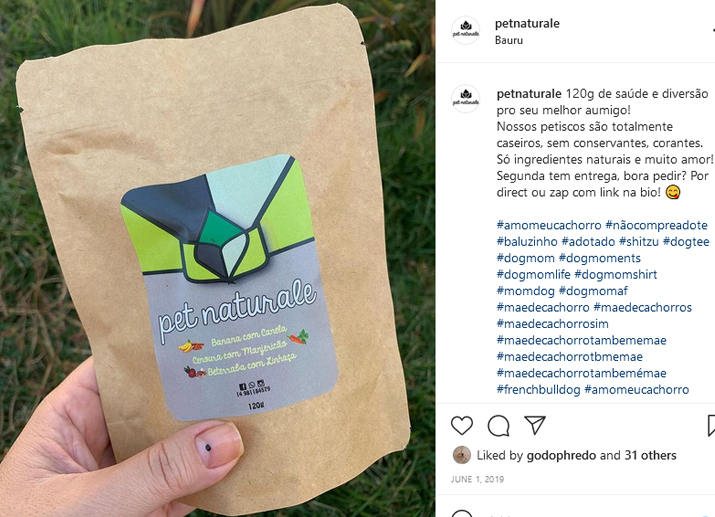 pet naturale
Banana com Canela
Cenoura com Manjericão
Beterraba com Linhaça
14 981184529
120g
petnaturale
Bauru
petnaturale 120g de saúde e diversão
pro seu melhor aumigo!
Nossos petiscos são totalmente
caseiros, sem conservantes, corantes.
Só ingredientes naturais e muito amor!
Segunda tem entrega, bora pedir? Por
direct ou zap com link na bio! 😋
#amomeucachorro #nãocompreadote
#baluzinho #adotado #shitzu #dogtee
#dogmom #dogmoments
#dogmomlife #dogmomshirt
#momdog #dogmomaf
#maedecachorro #maedecachorros
#maedecachorrosim
#maedecachorrotambememae
#maedecachorrotbmemae
#maedecachorrotambemémae
#frenchbulldog #amomeucachorro
Liked by godophredo and 31 others
JUNE 1, 2019